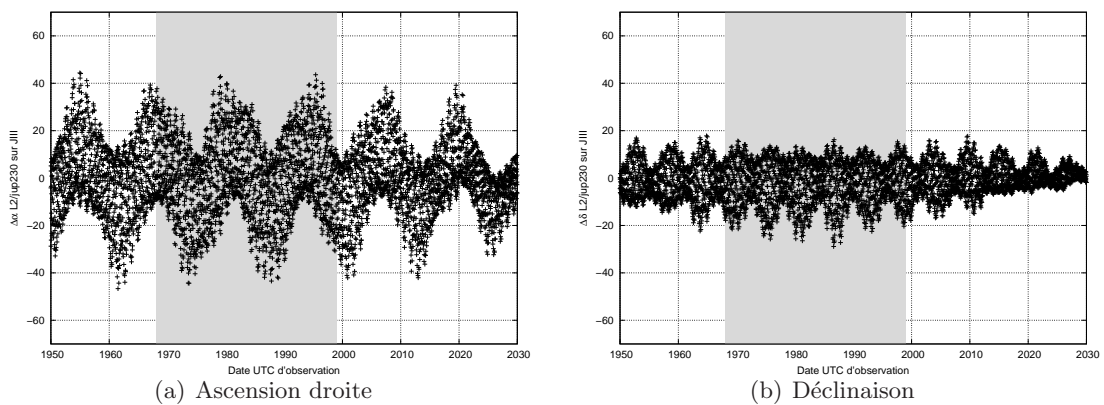 60
40
20
0
−20
−40
−60
Δα L2/jup230 sur JIII
1950 1960 1970 1980 1990 2000 2010 2020 2030
Date UTC d'observation
(a) Ascension droite
60
40
20
0
−20
−40
−60
Δδ L2/jup230 sur JIII
1950 1960 1970 1980 1990 2000 2010 2020 2030
Date UTC d'observation
(b) Déclinaison